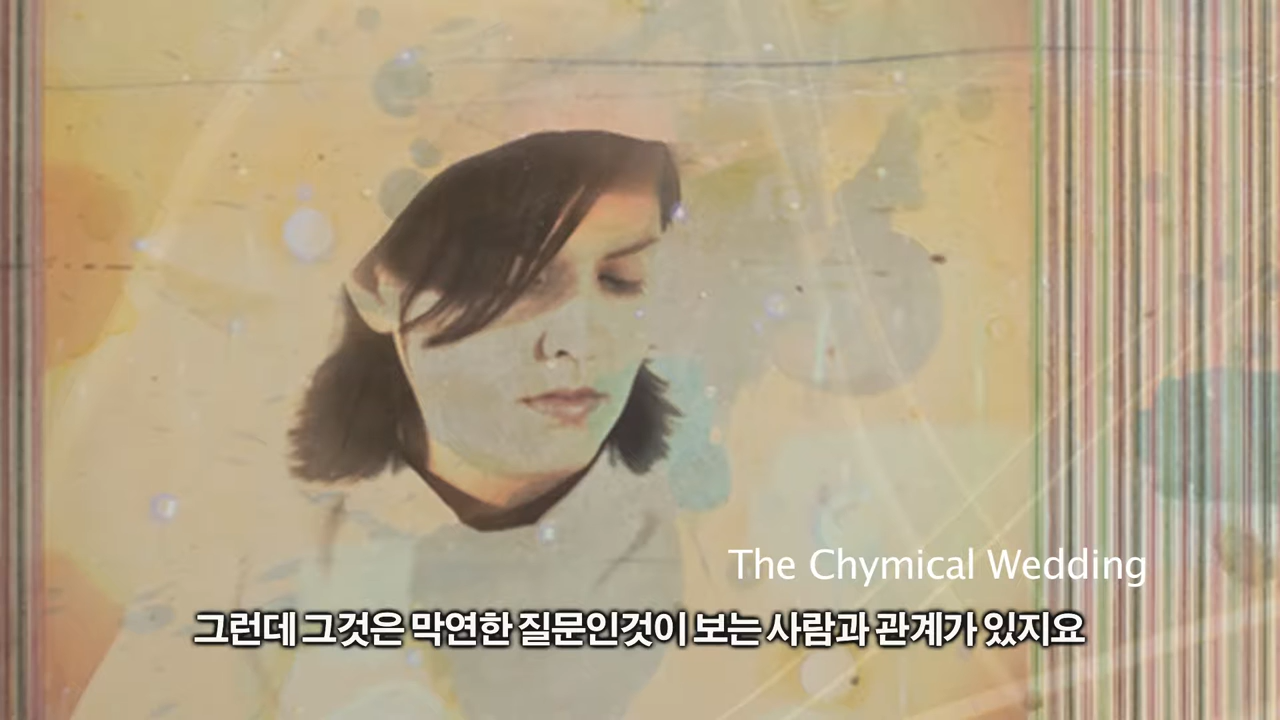 The Chymical Wedding
그런데 그것은 막연한 질문인것이 보는 사람과 관계가 있지요